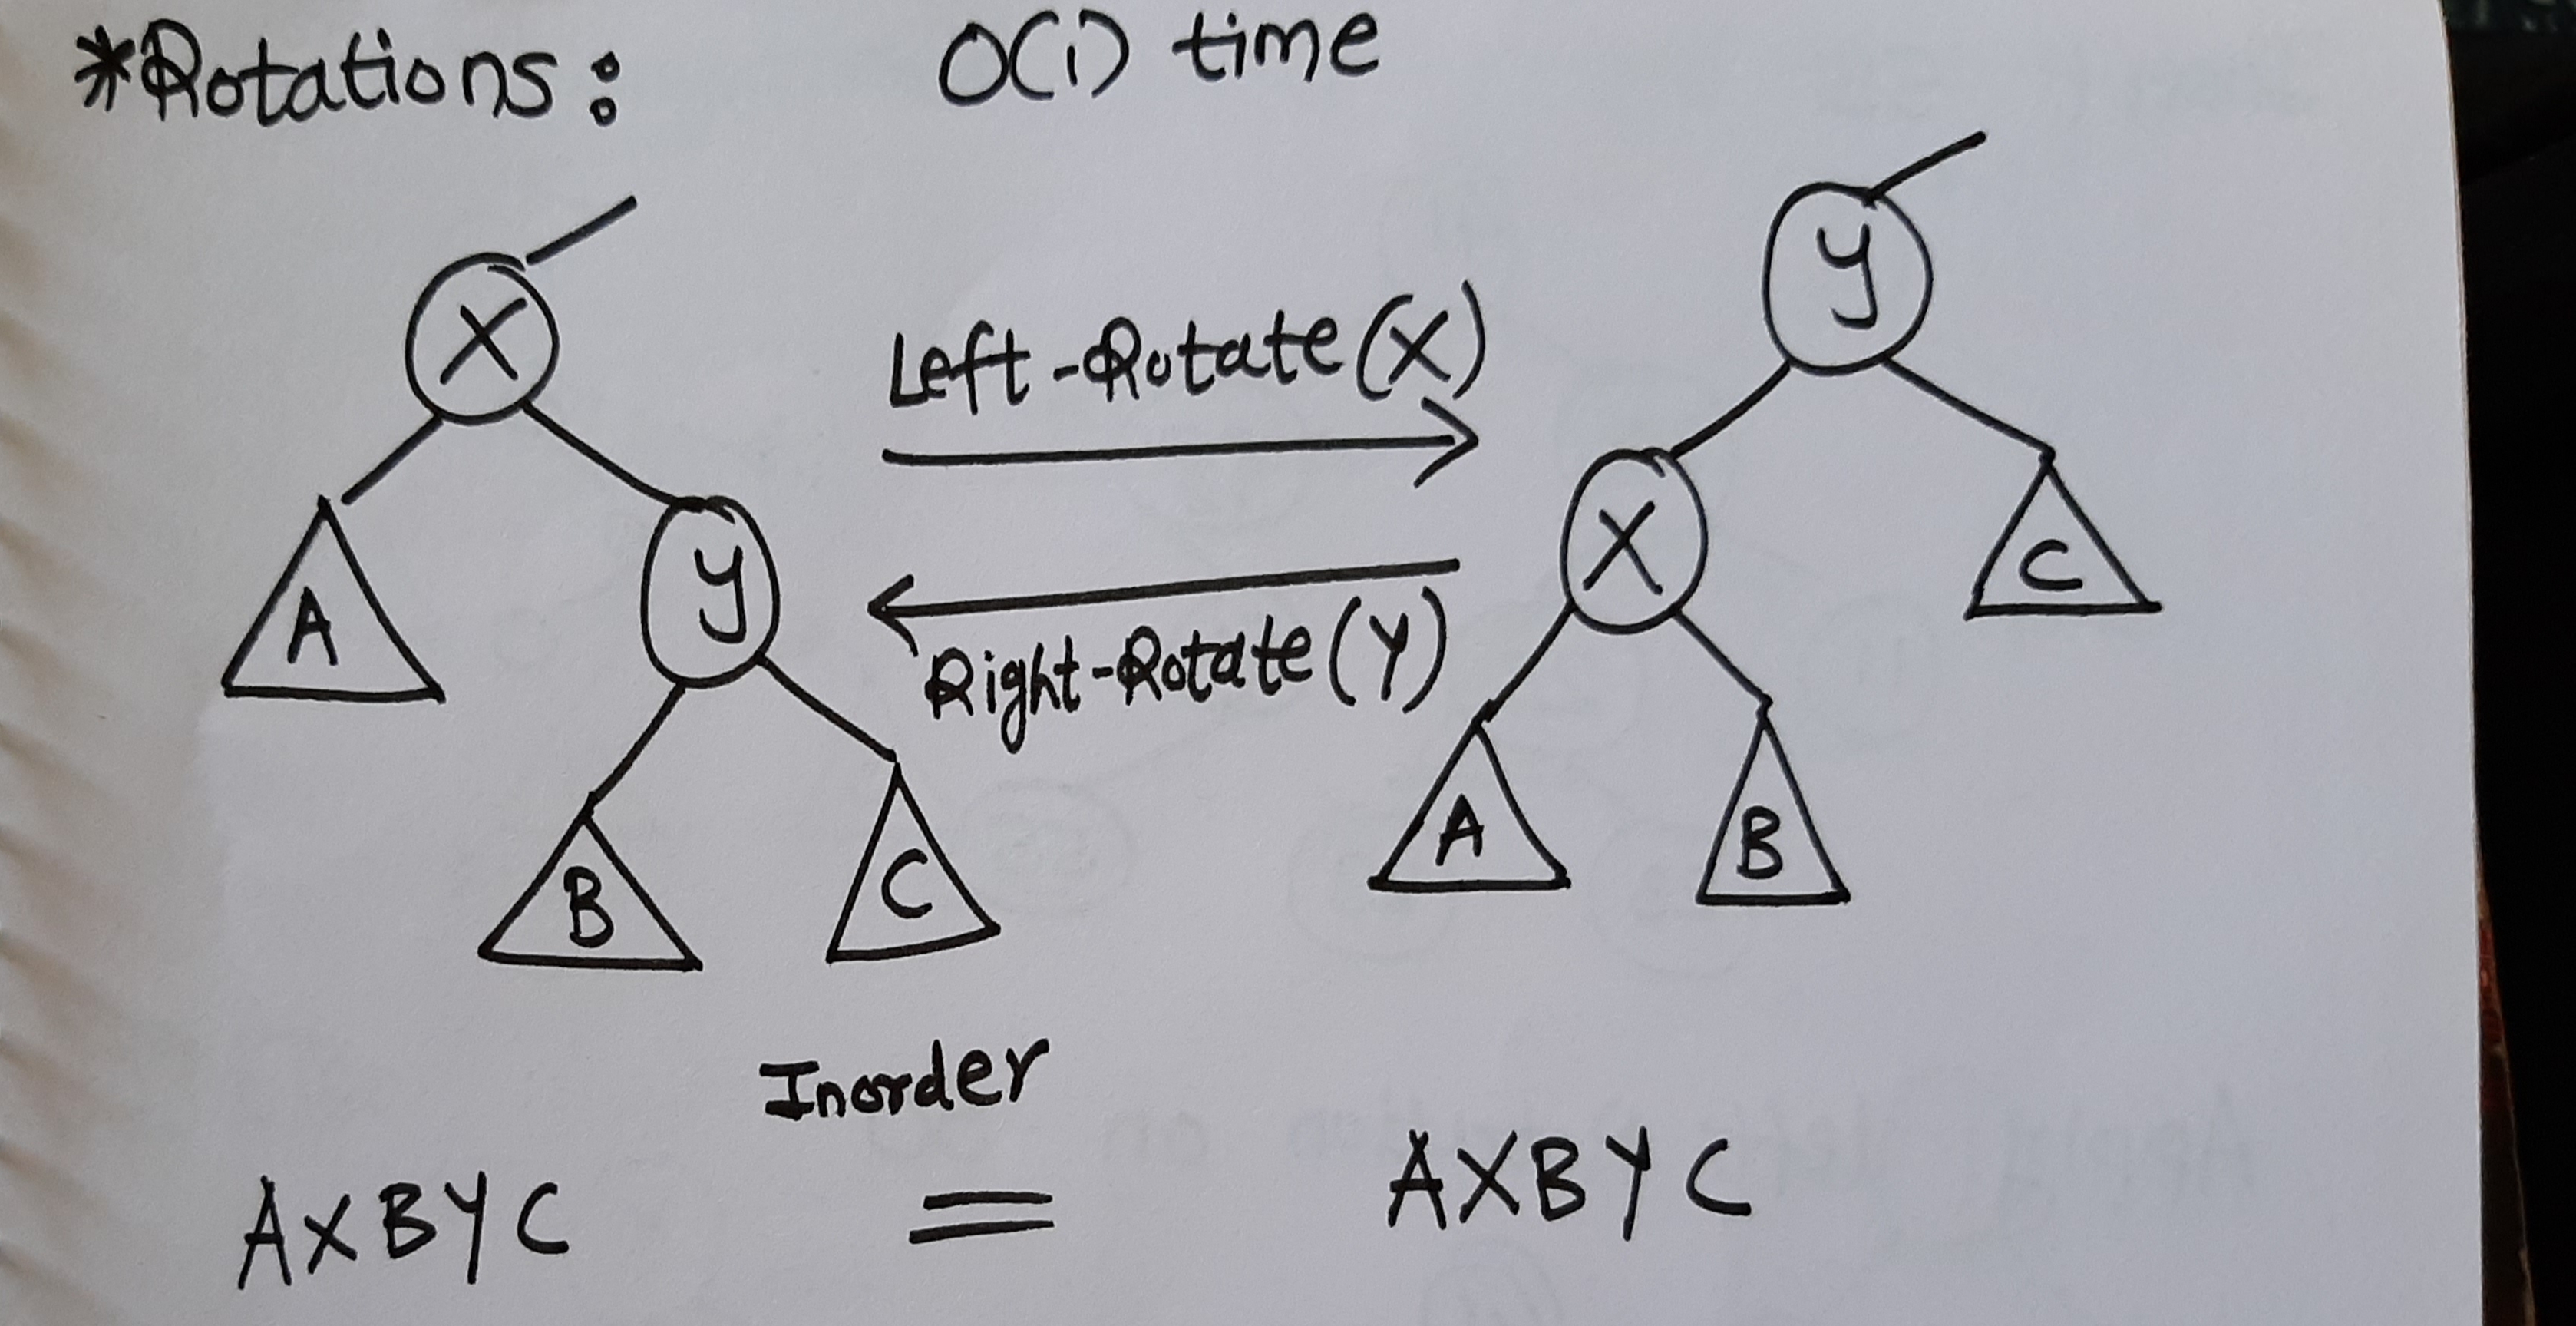 *Rotations: O(1) time
X
Y
Left-Rotate(X)
X
A
Y
C
Right-Rotate(Y)
A
B
B
C
Inorder
AXBYC = AXBYC